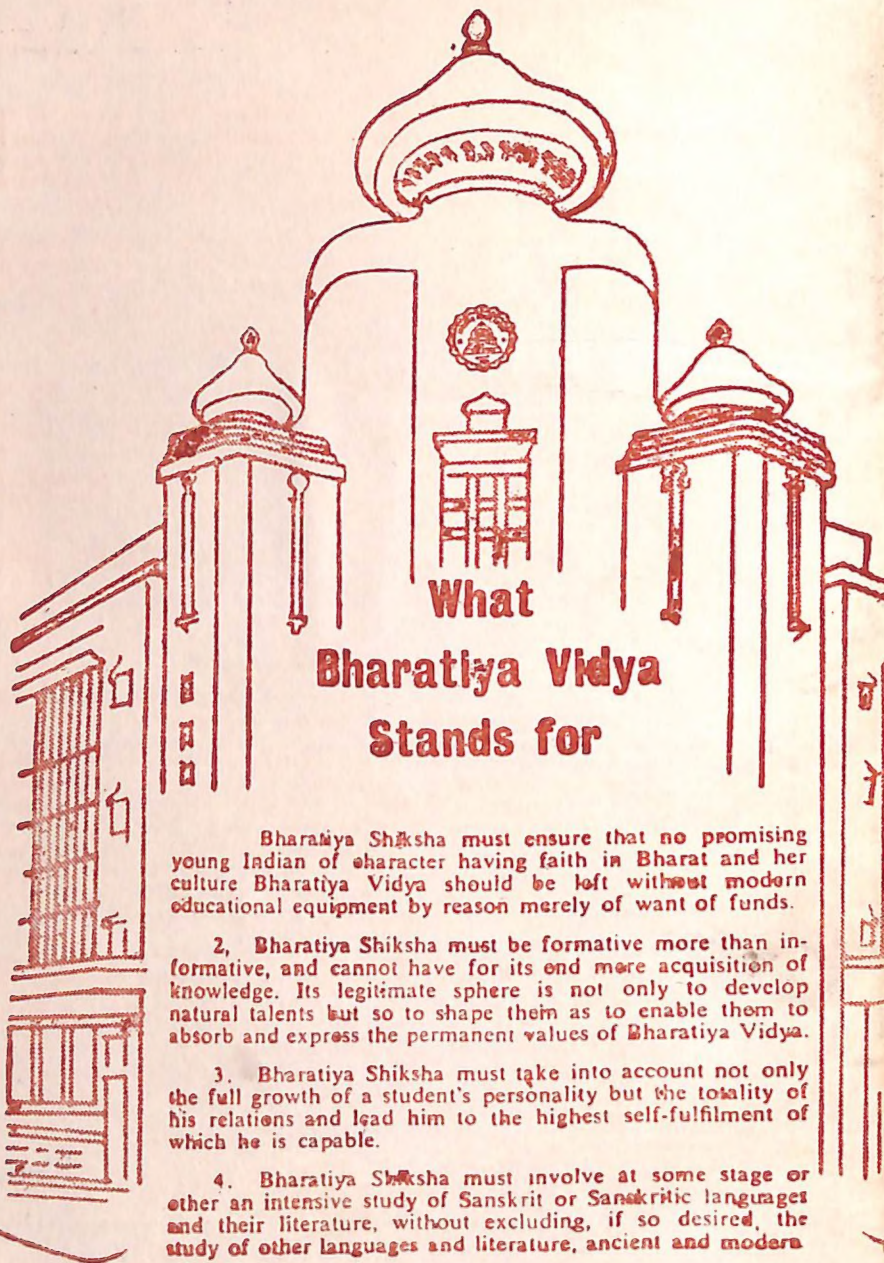 What
Bharatiya Vidya
Stands for
Bharatiya Shiksha must ensure that no promising
young Indian of character having faith in Bharat and her
culture Bharatiya Vidya should be left without modern
educational equipment by reason merely of want of funds.
2, Bharatiya Shiksha must be formative more than in-
formative, and cannot have for its end mere acquisition of
knowledge. Its legitimate sphere is not only to develop
natural talents but so to shape them as to enable them to
absorb and express the permanent values of Bharatiya Vidya.
3. Bharatiya Shiksha must take into account not only
the full growth of a student's personality but the totality of
his relations and lead him to the highest self-fulfilment of
which he is capable.
4. Bharatiya Shiksha must involve at some stage or
other an intensive study of Sanskrit or Sanskritic languages
and their literature, without excluding, if so desired, the
study of other languages and literature, ancient and modern